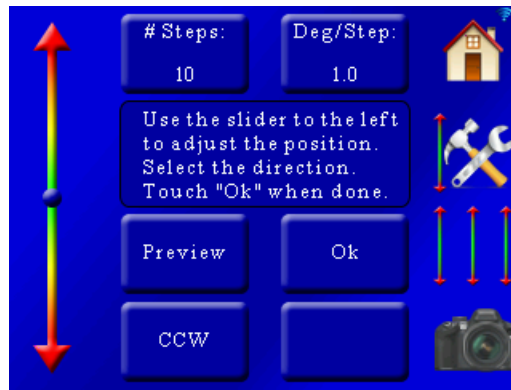 # Steps:
10
Deg/Step:
1.0
Use the slider to the left
to adjust the position.
Select the direction.
Touch "Ok" when done.
Preview
Ok
CCW